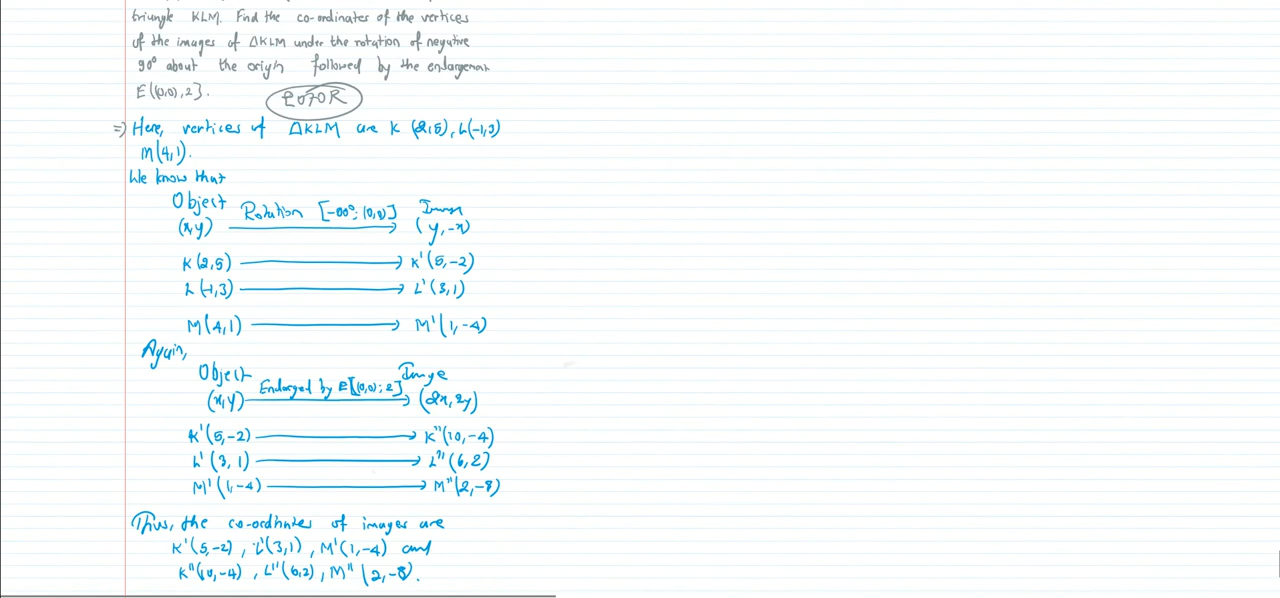 triangle KLM. Find the co-ordinates of the vertices
of the images of ΔKLM under the rotation of negative
90° about the origin followed by the enlargement
E[(0,0),2].
2070R
=> Here, vertices of ΔKLM are K (2,5), L(-1,3)
M(4,1).
We know that
Object Rotation [-90°; (0,0)] Image
(x,y) → (y,-x)
K(2,5) → K'(5,-2)
L(-1,3) → L'(3,1)
M(4,1) → M'(1,-4)
Again,
Object Enlarged by E[(0,0);2] Image
(x,y) → (2x,2y)
K'(5,-2) → K"(10,-4)
L'(3,1) → L"(6,2)
M'(1,-4) → M"(2,-8)
Thus, the co-ordinates of images are
K'(5,-2), L'(3,1), M'(1,-4) and
K"(10,-4), L"(6,2), M"(2,-8).